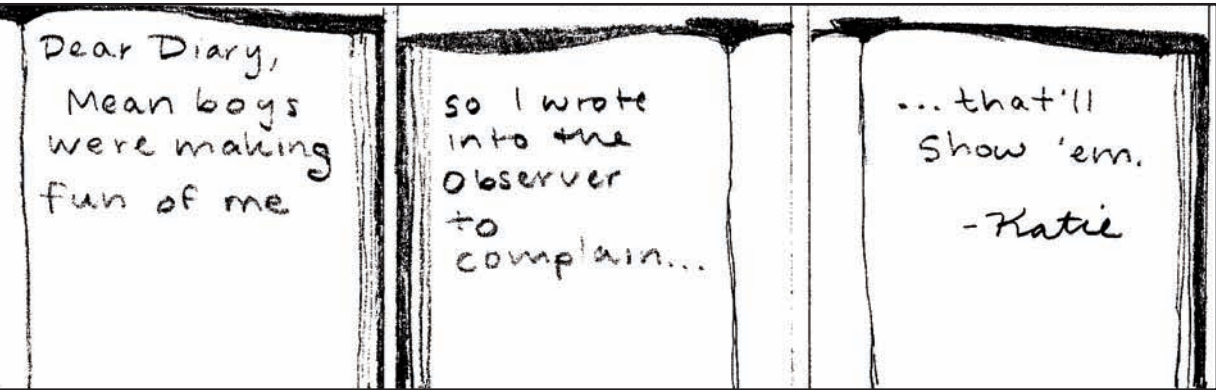 Dear Diary,
Mean boys
were making
fun of me
so I wrote
into the
Observer
to
complain...
...that'll
show 'em.
-Katie